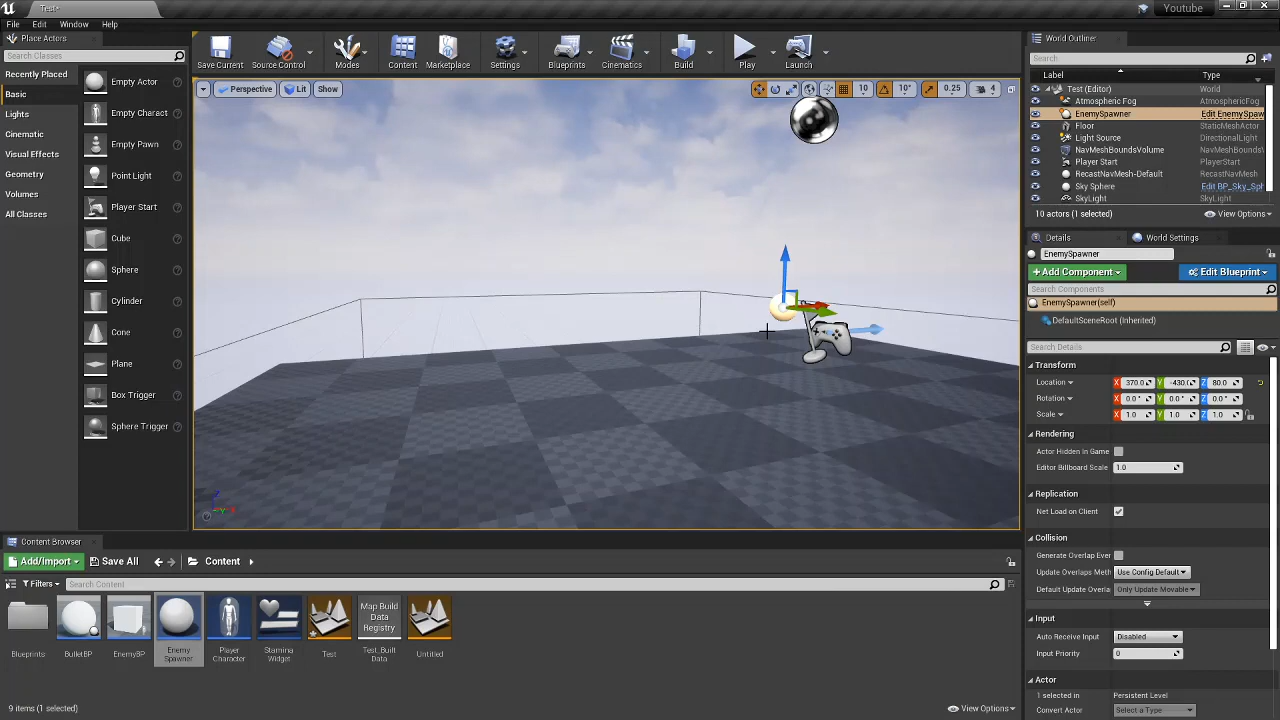 Test*
Youtube
File Edit Window Help
Place Actors
Search Classes
Recently Placed
Basic
Lights
Cinematic
Visual Effects
Geometry
Volumes
All Classes
Empty Actor
Empty Charact
Empty Pawn
Point Light
Player Start
Cube
Sphere
Cylinder
Cone
Plane
Box Trigger
Sphere Trigger
Save Current
Source Control
Modes
Content
Marketplace
Settings
Blueprints
Cinematics
Build
Play
Launch
Perspective
Lit
Show
10
10°
0.25
4
World Outliner
Search
Label Type
Test (Editor) World
Atmospheric Fog AtmosphericFog
EnemySpawner Edit EnemySpaw
Floor StaticMeshActor
Light Source DirectionalLight
NavMeshBoundsVolume NavMeshBoundsV
Player Start PlayerStart
RecastNavMesh-Default RecastNavMesh
Sky Sphere Edit BP_Sky_Sph
SkyLight SkyLight
10 actors (1 selected) View Options
Details World Settings
EnemySpawner
+Add Component Edit Blueprint
Search Components
EnemySpawner(self)
DefaultSceneRoot (Inherited)
Search Details
Transform
Location X 370.0 Y -430.0 Z 80.0
Rotation X 0.0 ° Y 0.0 ° Z 0.0 °
Scale X 1.0 Y 1.0 Z 1.0
Rendering
Actor Hidden In Game
Editor Billboard Scale 1.0
Replication
Net Load on Client
Collision
Generate Overlap Ever
Update Overlaps Meth Use Config Default
Default Update Overla Only Update Movable
Input
Auto Receive Input Disabled
Input Priority 0
Actor
1 selected in Persistent Level
Convert Actor Select a Type
Content Browser
Add/Import Save All Content
Filters Search Content
Blueprints
BulletBP
EnemyBP
Enemy Spawner
Player Character
Stamina Widget
Test
Map Build Data Registry
Test_Built Data
Untitled
9 items (1 selected) View Options